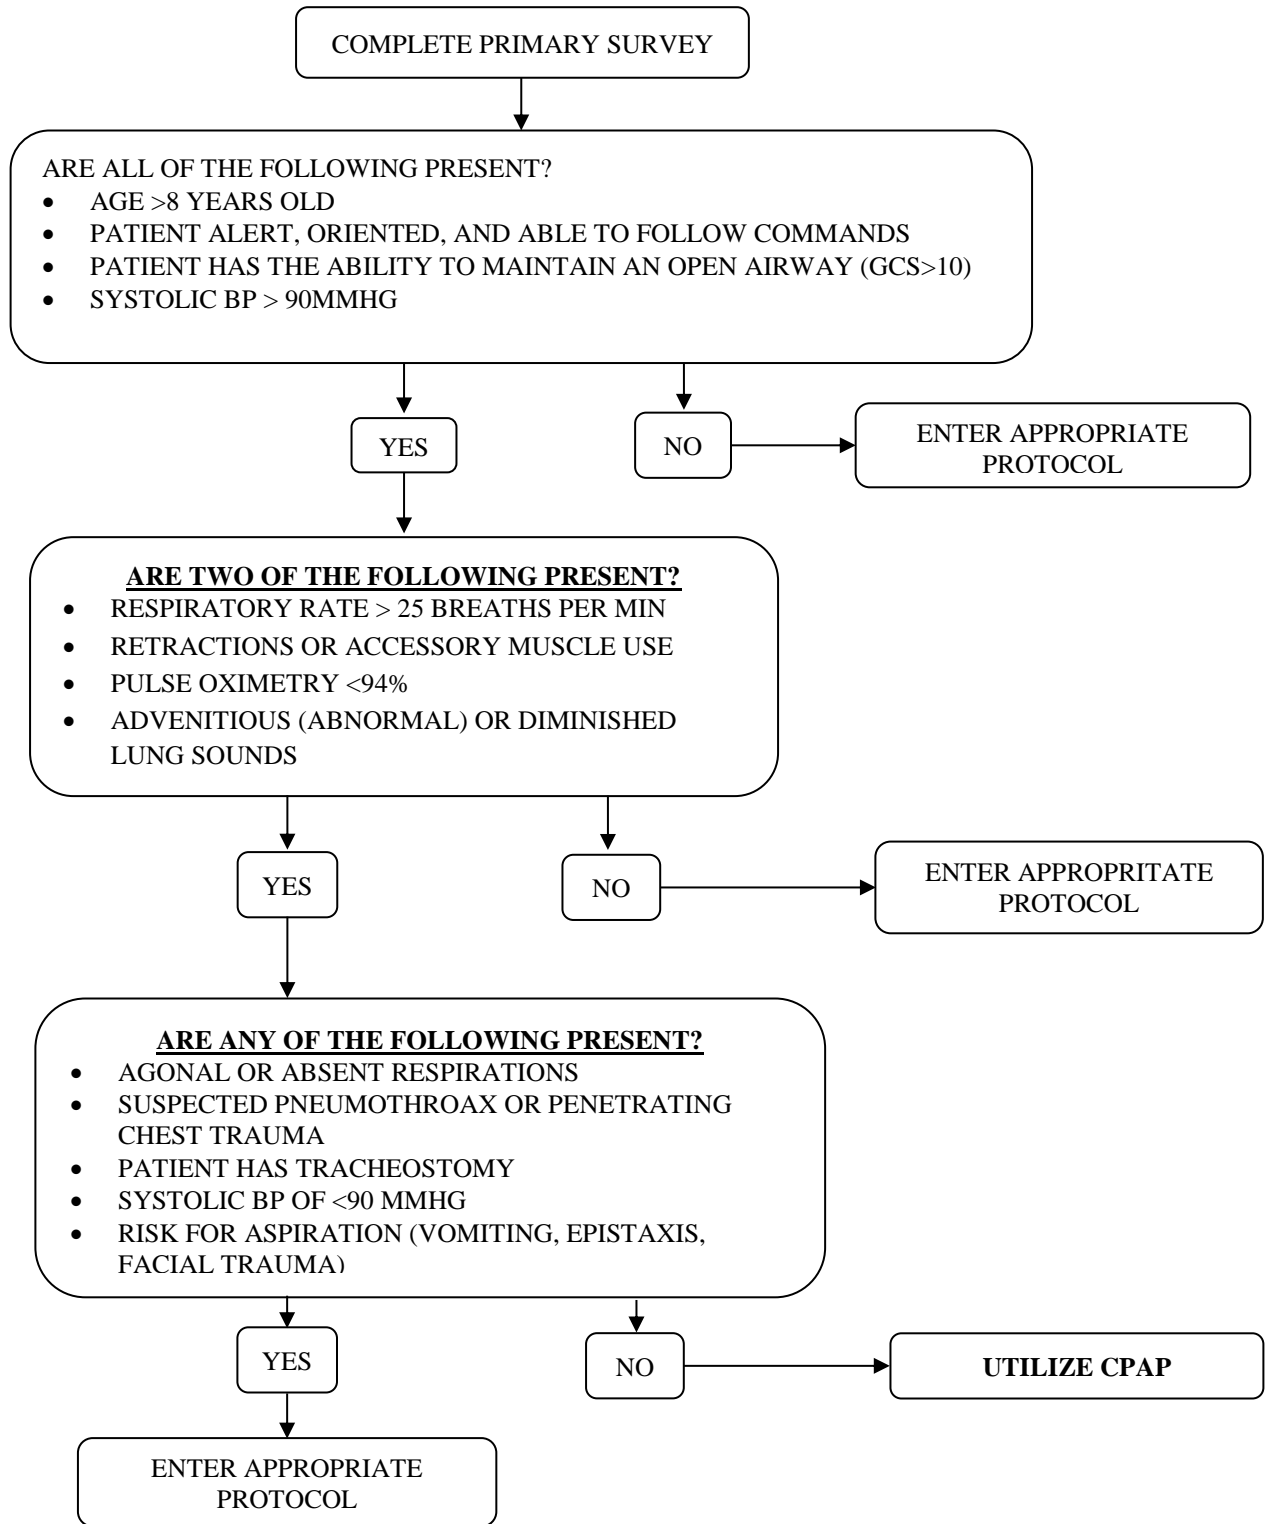 COMPLETE PRIMARY SURVEY
ARE ALL OF THE FOLLOWING PRESENT?
• AGE >8 YEARS OLD
• PATIENT ALERT, ORIENTED, AND ABLE TO FOLLOW COMMANDS
• PATIENT HAS THE ABILITY TO MAINTAIN AN OPEN AIRWAY (GCS>10)
• SYSTOLIC BP > 90MMHG
YES
NO
ENTER APPROPRIATE
PROTOCOL
ARE TWO OF THE FOLLOWING PRESENT?
• RESPIRATORY RATE > 25 BREATHS PER MIN
• RETRACTIONS OR ACCESSORY MUSCLE USE
• PULSE OXIMETRY <94%
• ADVENITIOUS (ABNORMAL) OR DIMINISHED
LUNG SOUNDS
YES
NO
ENTER APPROPRITATE
PROTOCOL
ARE ANY OF THE FOLLOWING PRESENT?
• AGONAL OR ABSENT RESPIRATIONS
• SUSPECTED PNEUMOTHROAX OR PENETRATING
CHEST TRAUMA
• PATIENT HAS TRACHEOSTOMY
• SYSTOLIC BP OF <90 MMHG
• RISK FOR ASPIRATION (VOMITING, EPISTAXIS,
FACIAL TRAUMA)
YES
NO
UTILIZE CPAP
ENTER APPROPRIATE
PROTOCOL